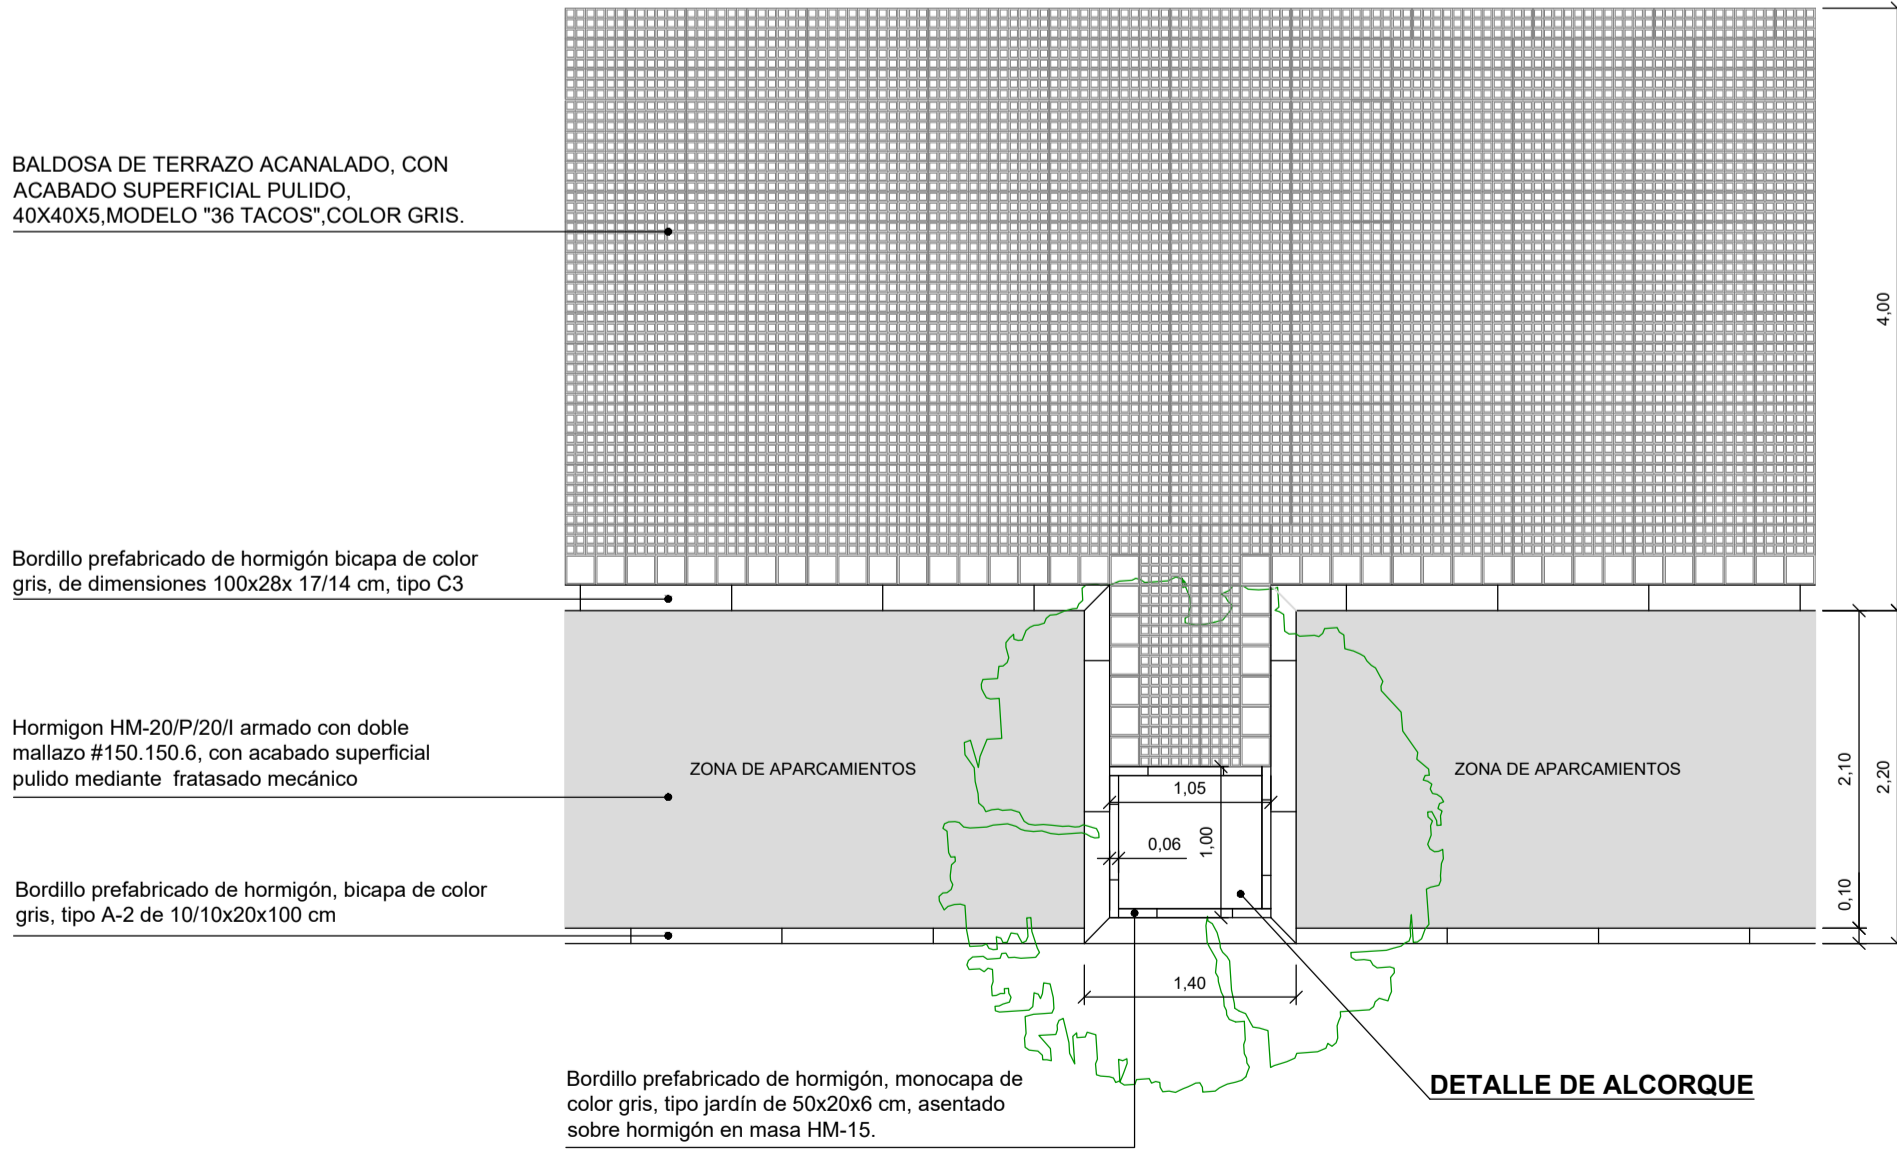 BALDOSA DE TERRAZO ACANALADO, CON
ACABADO SUPERFICIAL PULIDO,
40X40X5,MODELO "36 TACOS",COLOR GRIS.
4,00
Bordillo prefabricado de hormigón bicapa de color
gris, de dimensiones 100x28x 17/14 cm, tipo C3
Hormigon HM-20/P/20/I armado con doble
mallazo #150.150.6, con acabado superficial
pulido mediante fratasado mecánico
ZONA DE APARCAMIENTOS
ZONA DE APARCAMIENTOS
1,05
0,06
1,00
2,10
2,20
0,10
Bordillo prefabricado de hormigón, bicapa de color
gris, tipo A-2 de 10/10x20x100 cm
1,40
Bordillo prefabricado de hormigón, monocapa de
color gris, tipo jardín de 50x20x6 cm, asentado
sobre hormigón en masa HM-15.
DETALLE DE ALCORQUE